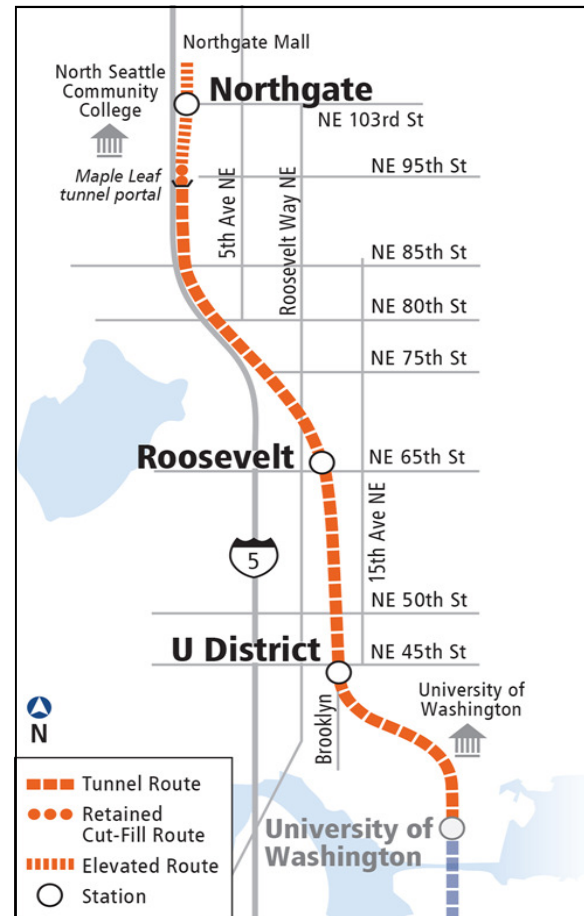 Northgate Mall
North Seattle
Community
College
Northgate
NE 103rd St
Maple Leaf
tunnel portal
NE 95th St
5th Ave NE
Roosevelt Way NE
NE 85th St
NE 80th St
NE 75th St
Roosevelt
NE 65th St
15th Ave NE
5
NE 50th St
U District
NE 45th St
University of
Washington
Brooklyn
N
Tunnel Route
Retained
Cut-Fill Route
Elevated Route
Station
University of
Washington